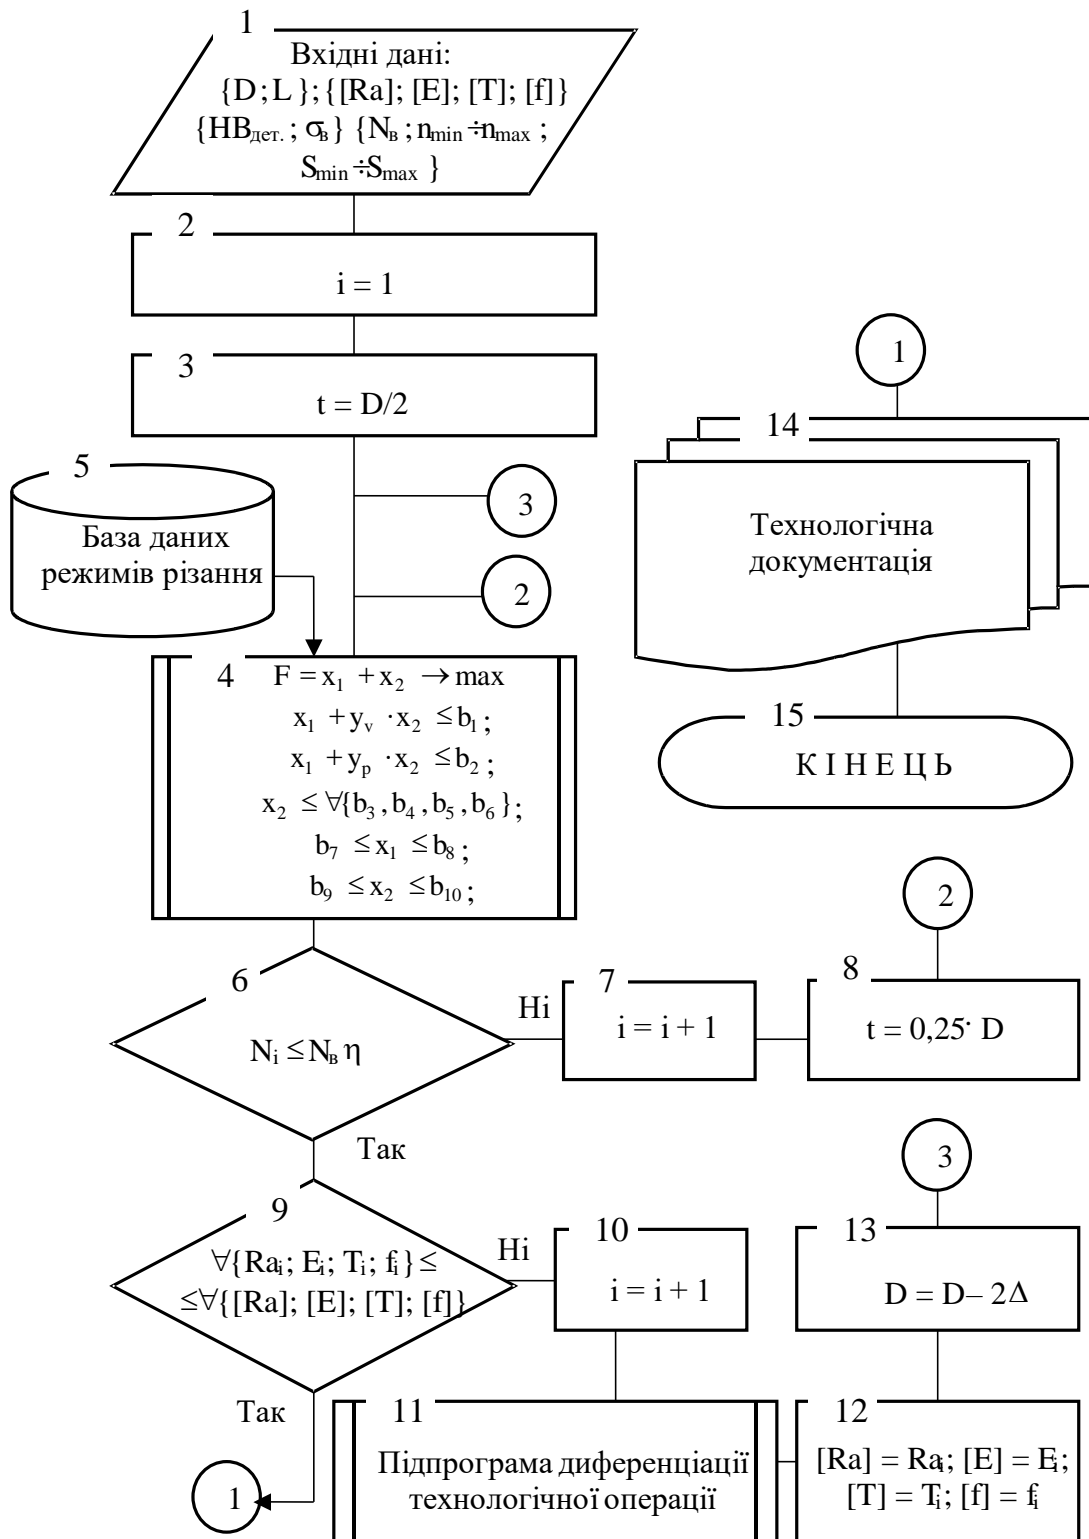 1
Вхідні дані:
{D;L};{[Ra]; [E]; [T]; [f]}
{HBдет.; σв} {Nв; nmin÷nmax;
Smin÷Smax }
2
i = 1
3
t = D/2
5
База даних
режимів різання
3
2
4
F = x₁ + x₂ → max
x₁ + yᵥ · x₂ ≤ b₁;
x₁ + yₚ · x₂ ≤ b₂;
x₂ ≤ ∀{b₃, b₄, b₅, b₆};
b₇ ≤ x₁ ≤ b₈;
b₉ ≤ x₂ ≤ b₁₀;
6
Nᵢ ≤ Nв η
Ні
7
i = i + 1
8
t = 0,25· D
2
Так
9
∀{Raᵢ; Eᵢ; Tᵢ; fᵢ} ≤
≤∀{[Ra]; [E]; [T]; [f]}
Ні
10
i = i + 1
3
13
D = D– 2Δ
Так
1
11
Підпрограма диференціації
технологічної операції
12
[Ra] = Raᵢ; [E] = Eᵢ;
[T] = Tᵢ; [f] = fᵢ
1
14
Технологічна
документація
15
К І Н Е Ц Ь